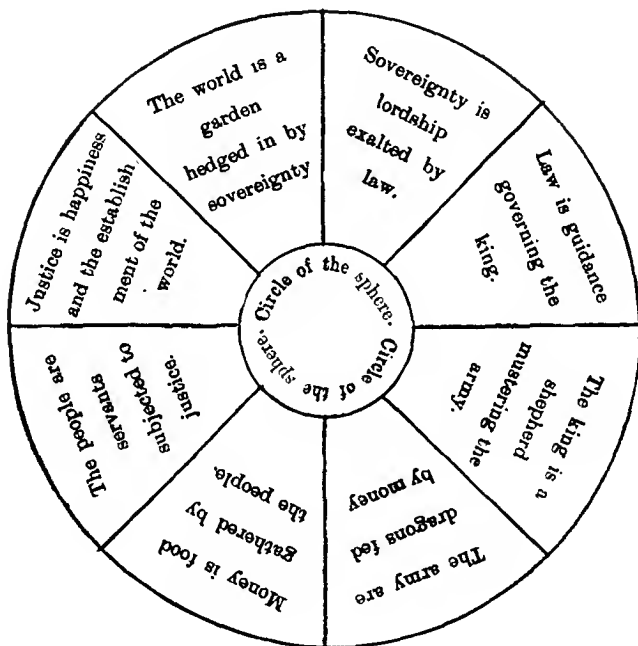 The world is a
garden
hedged in by
sovereignty
Sovereignty is
lordship
exalted by
law.
Law is guidance
governing the
king.
The king is a
shepherd
mustering the
army.
The army are
dragons fed
by money
Money is food
gathered by
the people.
The people are
servants
subjected to
justice.
Justice is happiness
and the establish
ment of the
world.
Circle of the sphere. Circle of the sphere.